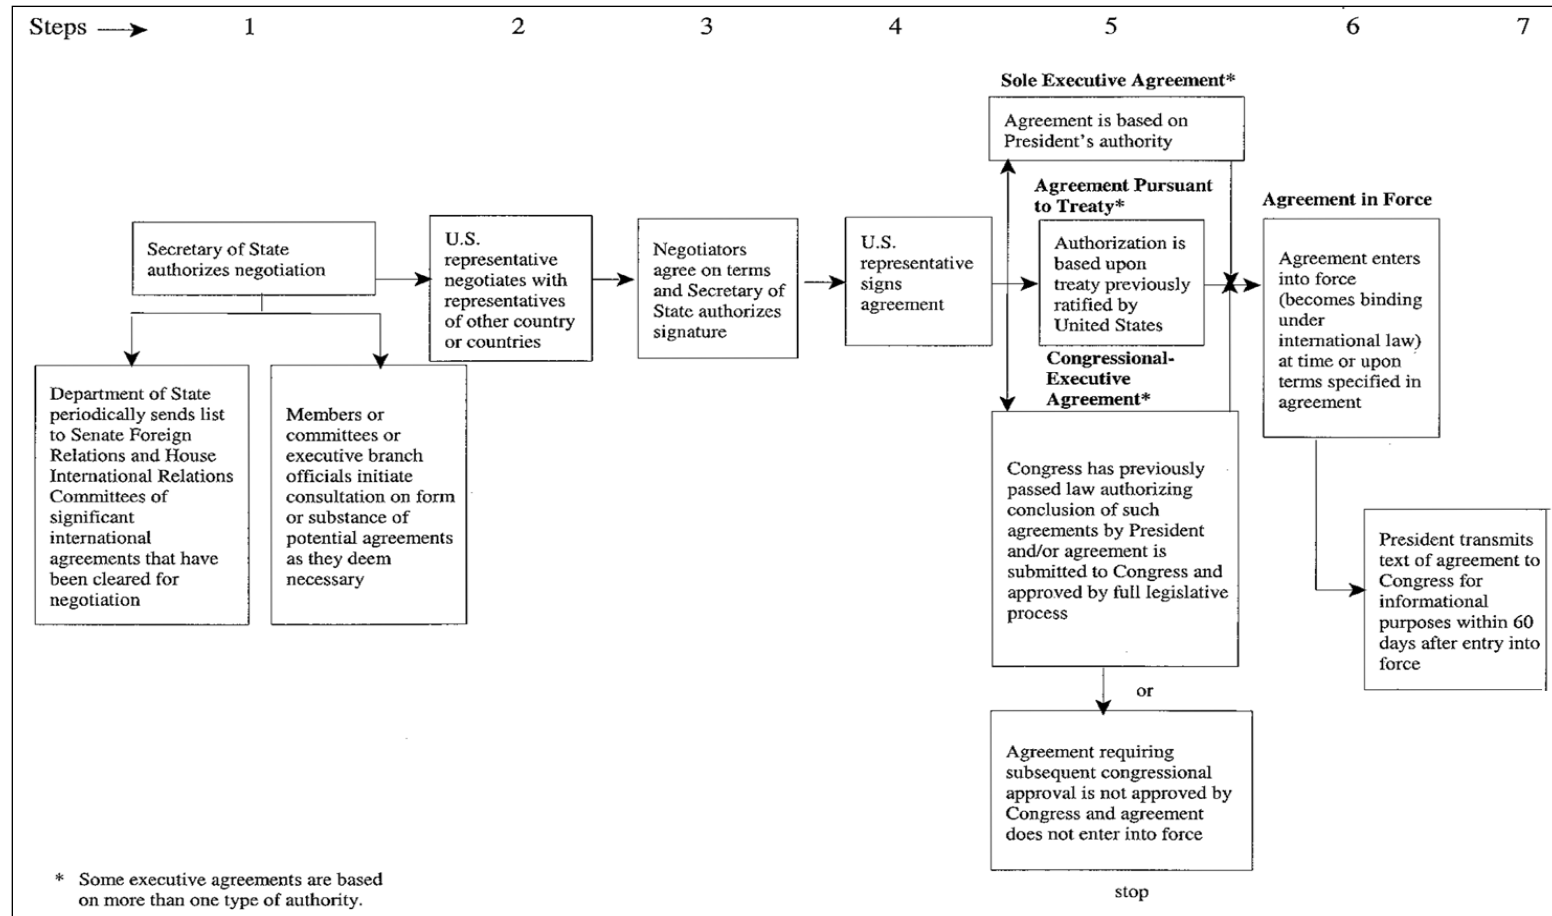 Steps 1 2 3 4 5 6 7
Sole Executive Agreement*
Agreement is based on
President's authority
Agreement Pursuant
to Treaty*
Agreement in Force
Secretary of State
authorizes negotiation
U.S.
representative
negotiates with
representatives
of other country
or countries
Negotiators
agree on terms
and Secretary of
State authorizes
signature
U.S.
representative
signs
agreement
Authorization is
based upon
treaty previously
ratified by
United States
Agreement enters
into force
(becomes binding
under
international law)
at time or upon
terms specified in
agreement
Department of State
periodically sends list
to Senate Foreign
Relations and House
International Relations
Committees of
significant
international
agreements that have
been cleared for
negotiation
Members or
committees or
executive branch
officials initiate
consultation on form
or substance of
potential agreements
as they deem
necessary
Congressional-
Executive
Agreement*
Congress has previously
passed law authorizing
conclusion of such
agreements by President
and/or agreement is
submitted to Congress and
approved by full legislative
process
President transmits
text of agreement to
Congress for
informational
purposes within 60
days after entry into
force
or
Agreement requiring
subsequent congressional
approval is not approved by
Congress and agreement
does not enter into force
stop
* Some executive agreements are based
on more than one type of authority.